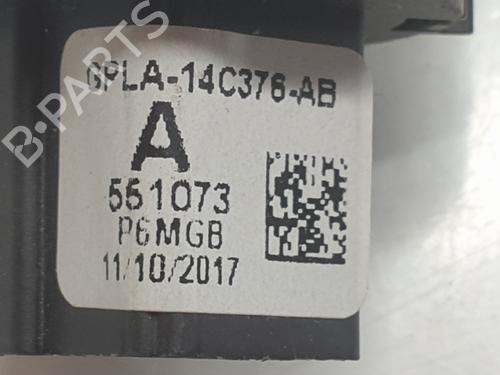 GPLA-14C376-AB
A
551073
P6MGB
11/10/2017
B-PARTS